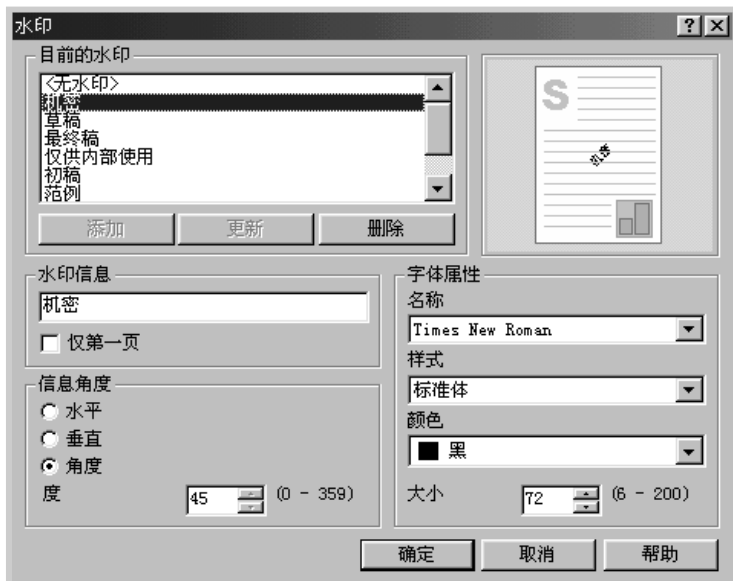 水印
目前的水印
<无水印>
机密
草稿
最终稿
仅供内部使用
初稿
范例
添加 更新 删除
S
机密
水印信息
机密
仅第一页
信息角度
水平
垂直
角度
度 45 (0 - 359)
字体属性
名称
Times New Roman
样式
标准体
颜色
黑
大小 72 (6 - 200)
确定 取消 帮助